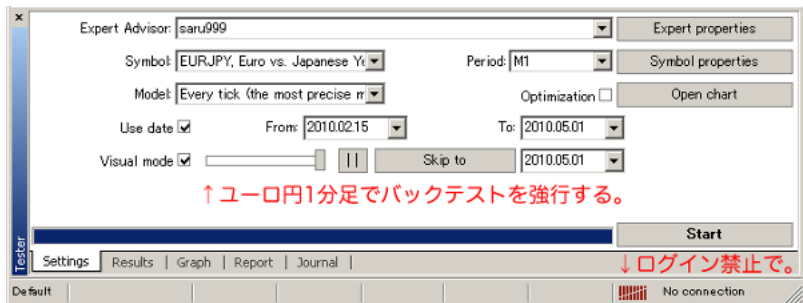 ×
Expert Advisor: saru999 Expert properties
Symbol: EURJPY, Euro vs. Japanese Ye Period: M1 Symbol properties
Model: Every tick (the most precise m Optimization Open chart
Use date From: 2010.02.15 To: 2010.05.01
Visual mode Skip to 2010.05.01
↑ユーロ円1分足でバックテストを強行する。
Start
Tester
Settings | Results | Graph | Report | Journal |
↓ログイン禁止で。
Default No connection